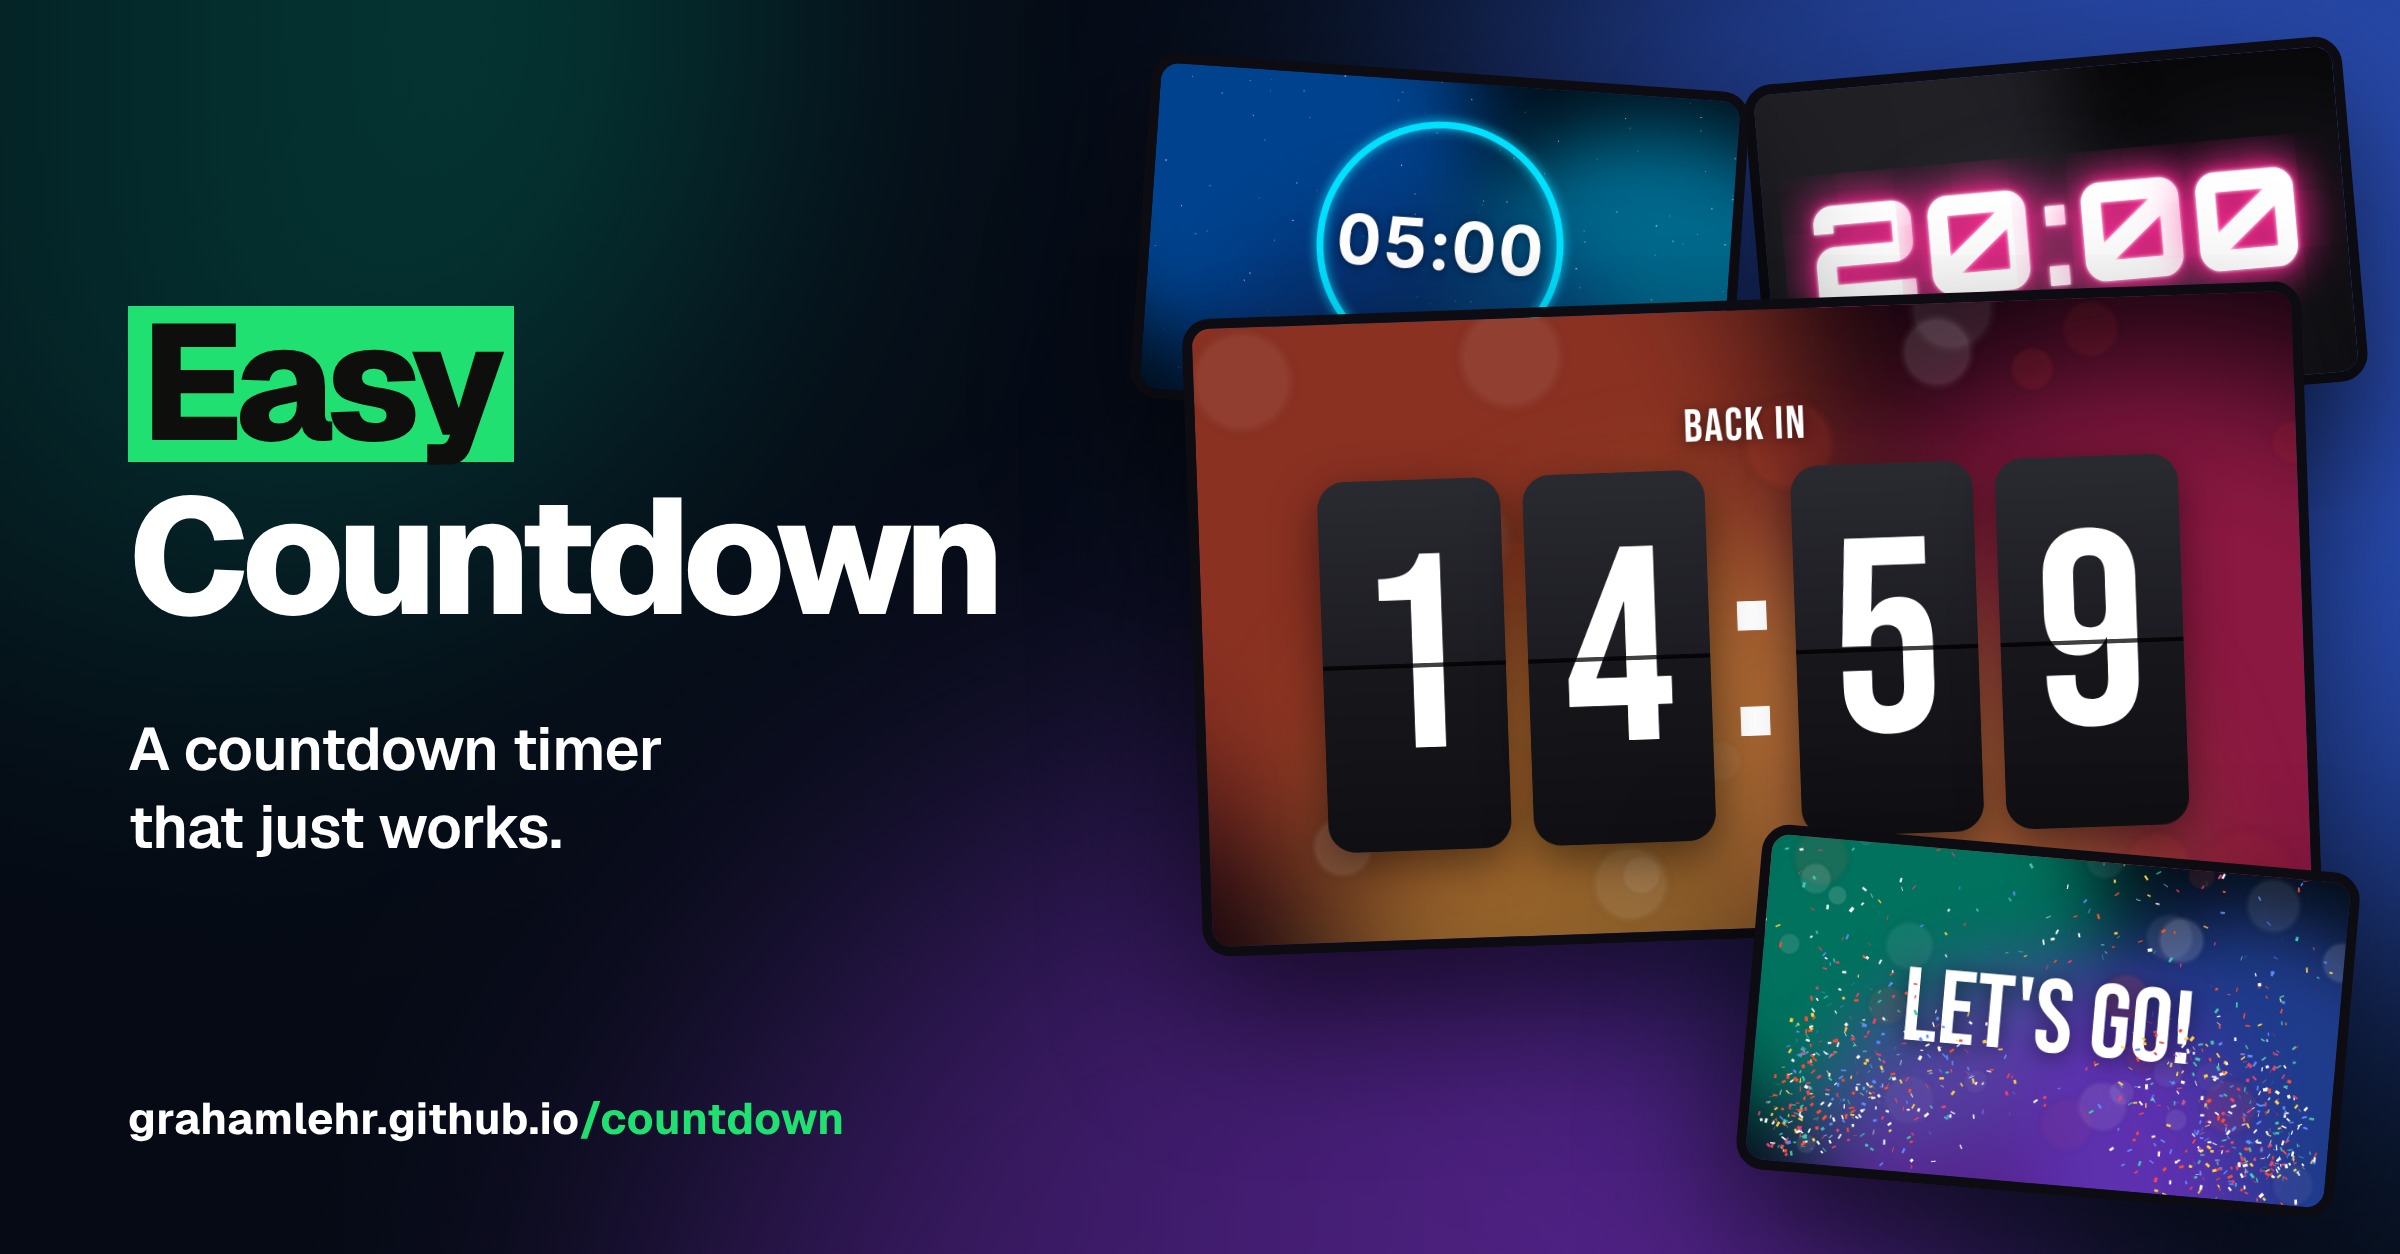 Easy
Countdown
A countdown timer
that just works.
grahamlehr.github.io/countdown
05:00
20:00
BACK IN
14:59
LET'S GO!